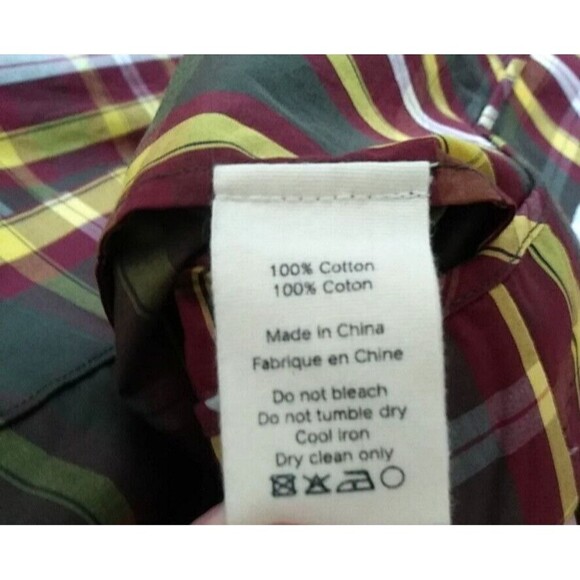 100% Cotton
100% Coton
Made in China
Fabrique en Chine
Do not bleach
Do not tumble dry
Cool iron
Dry clean only